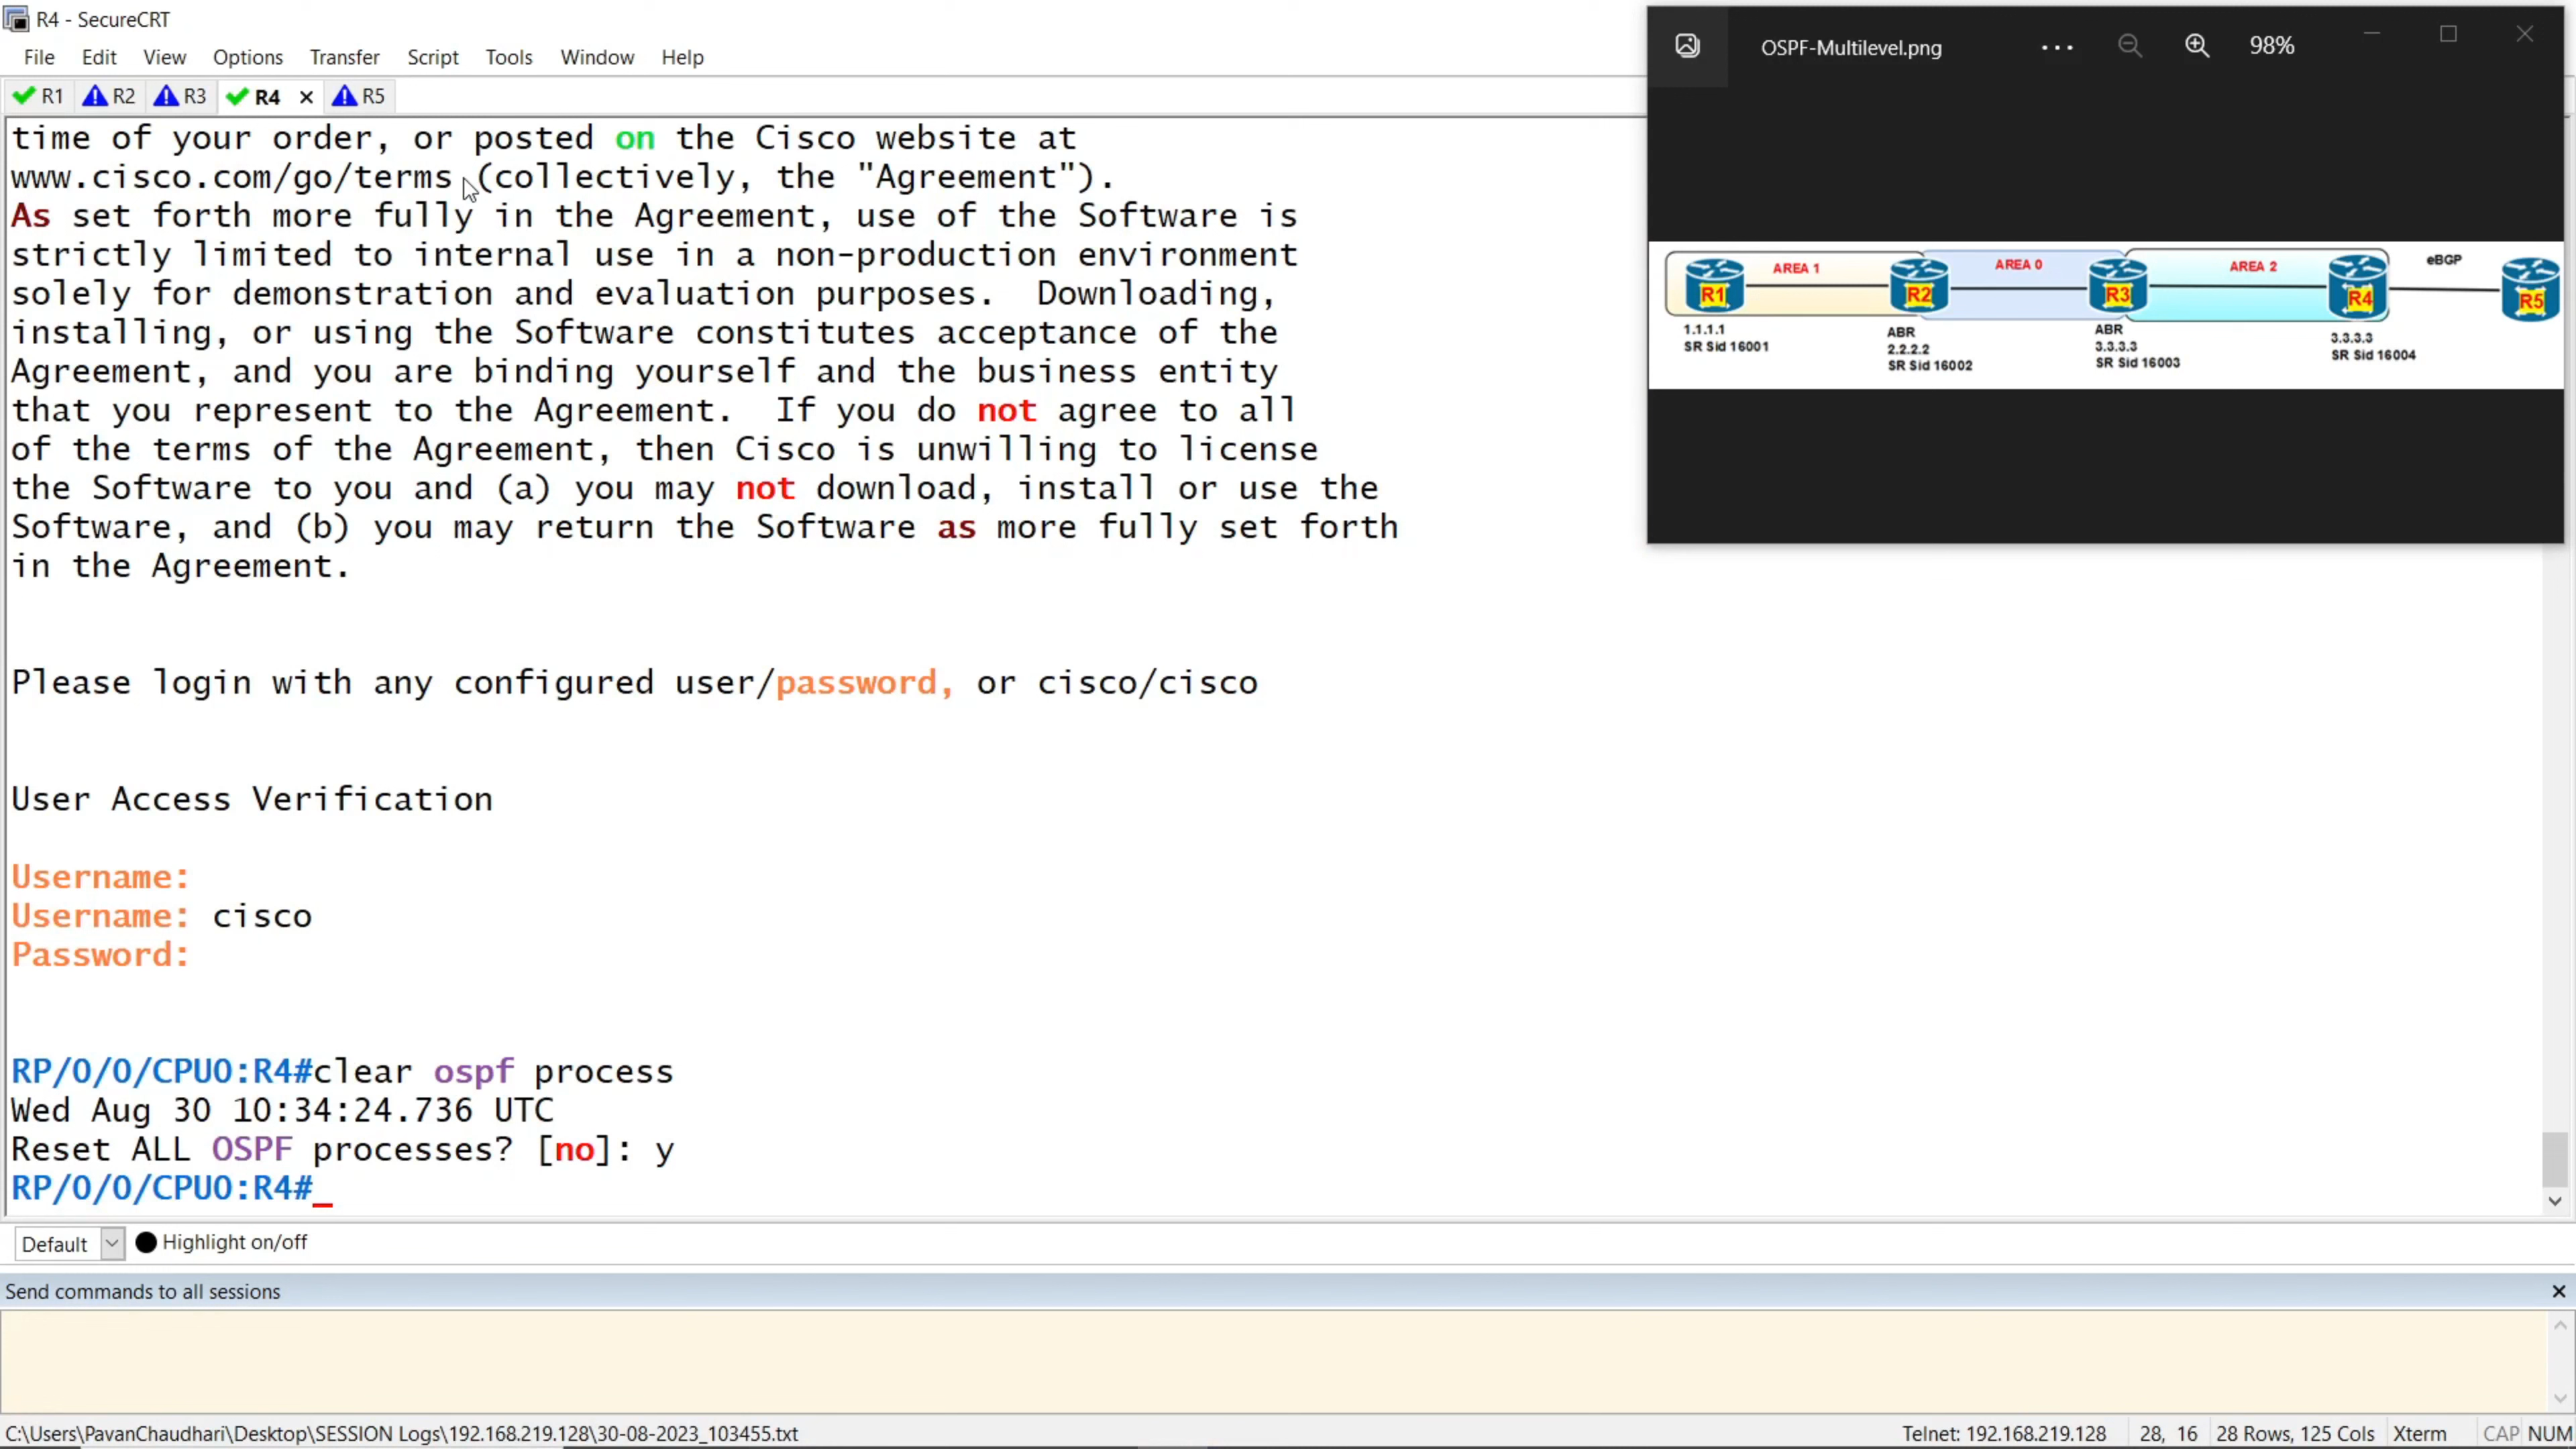 R4 - SecureCRT
File Edit View Options Transfer Script Tools Window Help
R1 R2 R3 R4 R5
time of your order, or posted on the Cisco website at
www.cisco.com/go/terms (collectively, the "Agreement").
As set forth more fully in the Agreement, use of the Software is
strictly limited to internal use in a non-production environment
solely for demonstration and evaluation purposes.  Downloading,
installing, or using the Software constitutes acceptance of the
Agreement, and you are binding yourself and the business entity
that you represent to the Agreement.  If you do not agree to all
of the terms of the Agreement, then Cisco is unwilling to license
the Software to you and (a) you may not download, install or use the
Software, and (b) you may return the Software as more fully set forth
in the Agreement.
Please login with any configured user/password, or cisco/cisco
User Access Verification
Username:
Username: cisco
Password:
RP/0/0/CPU0:R4#clear ospf process
Wed Aug 30 10:34:24.736 UTC
Reset ALL OSPF processes? [no]: y
RP/0/0/CPU0:R4#_
OSPF-Multilevel.png
98%
AREA 1 AREA 0 AREA 2 eBGP
R1 R2 R3 R4 R5
1.1.1.1
SR Sid 16001
ABR
2.2.2.2
SR Sid 16002
ABR
3.3.3.3
SR Sid 16003
3.3.3.3
SR Sid 16004
Default Highlight on/off
Send commands to all sessions
C:\Users\PavanChaudhari\Desktop\SESSION Logs\192.168.219.128\30-08-2023_103455.txt
Telnet: 192.168.219.128 28, 16 28 Rows, 125 Cols Xterm CAP NUM